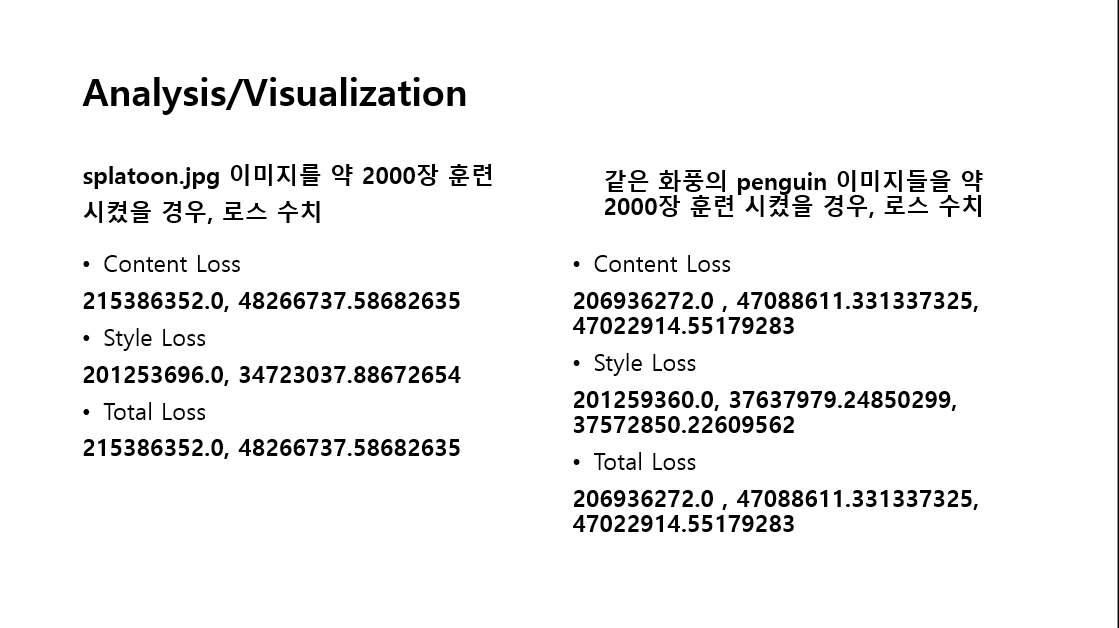 Analysis/Visualization
splatoon.jpg 이미지를 약 2000장 훈련
시켰을 경우, 로스 수치
• Content Loss
215386352.0, 48266737.58682635
• Style Loss
201253696.0, 34723037.88672654
• Total Loss
215386352.0, 48266737.58682635
같은 화풍의 penguin 이미지들을 약
2000장 훈련 시켰을 경우, 로스 수치
• Content Loss
206936272.0 , 47088611.331337325,
47022914.55179283
• Style Loss
201259360.0, 37637979.24850299,
37572850.22609562
• Total Loss
206936272.0 , 47088611.331337325,
47022914.55179283